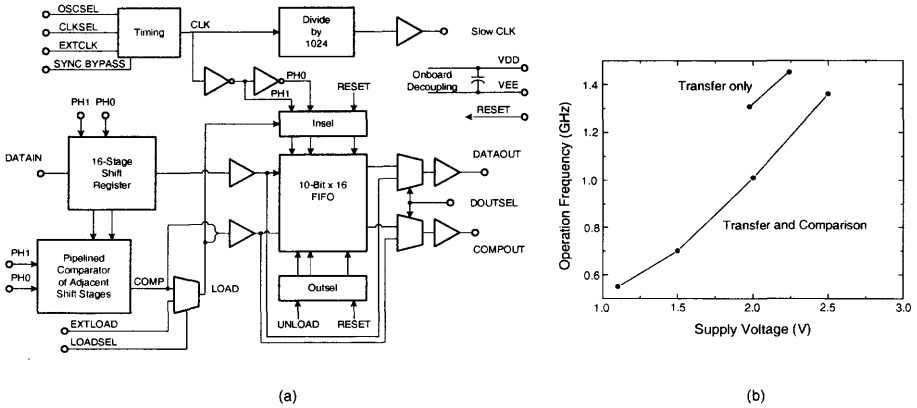 OSCSEL
CLKSEL
EXTCLK
SYNC BYPASS
Timing
CLK
Divide
by
1024
Slow CLK
PH0
PH1
RESET
Onboard
Decoupling
VDD
VEE
RESET
PH1 PH0
Insel
DATAIN
16-Stage
Shift
Register
10-Bit x 16
FIFO
DATAOUT
DOUTSEL
COMPOUT
PH1
PH0
Pipelined
Comparator
of Adjacent
Shift Stages
COMP
LOAD
Outsel
EXTLOAD
LOADSEL
UNLOAD
RESET
(a)
Operation Frequency (GHz)
1.4
1.2
1.0
0.8
0.6
Transfer only
Transfer and Comparison
1.0 1.5 2.0 2.5 3.0
Supply Voltage (V)
(b)